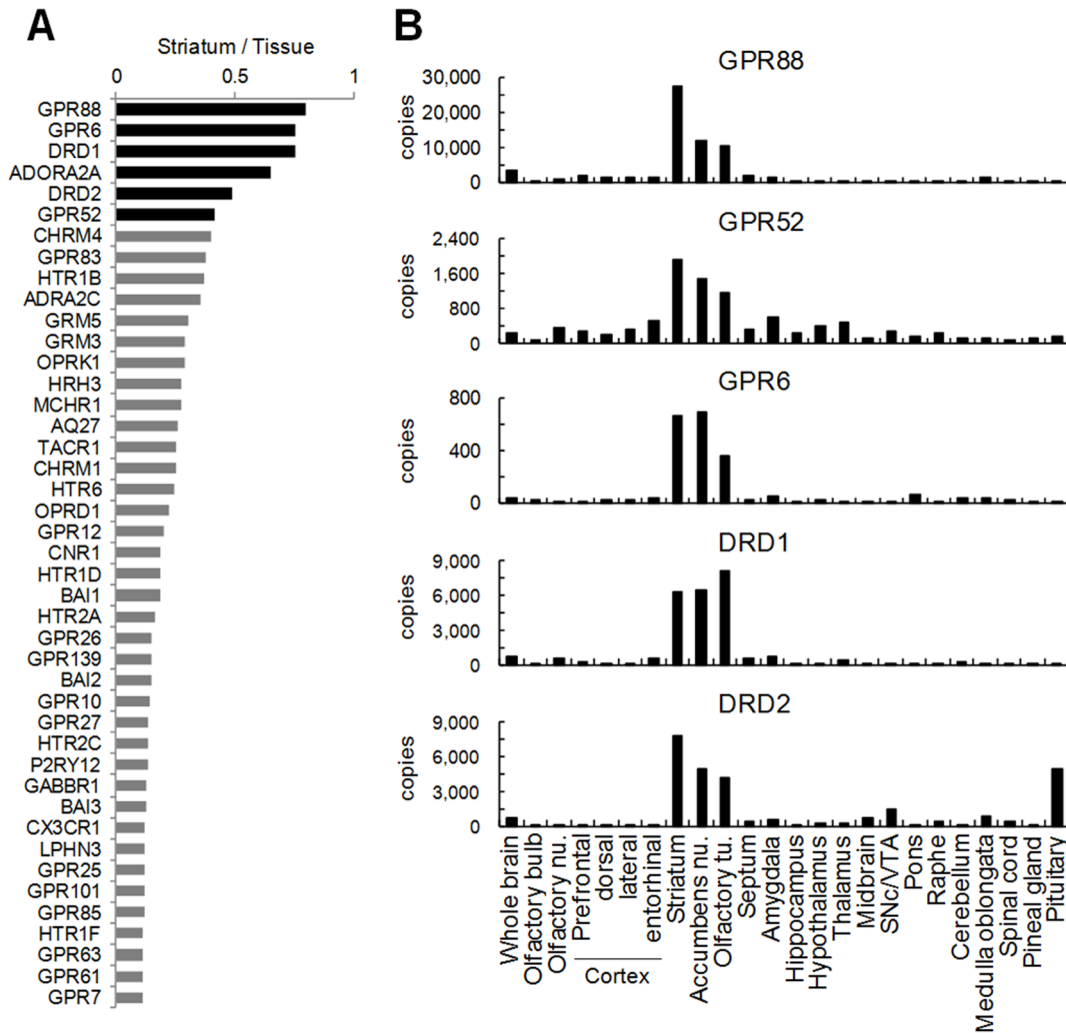 A
Striatum / Tissue
0 0.5 1
GPR88
GPR6
DRD1
ADORA2A
DRD2
GPR52
CHRM4
GPR83
HTR1B
ADRA2C
GRM5
GRM3
OPRK1
HRH3
MCHR1
AQ27
TACR1
CHRM1
HTR6
OPRD1
GPR12
CNR1
HTR1D
BAI1
HTR2A
GPR26
GPR139
BAI2
GPR10
GPR27
HTR2C
P2RY12
GABBR1
BAI3
CX3CR1
LPHN3
GPR25
GPR101
GPR85
HTR1F
GPR63
GPR61
GPR7
B
GPR88
copies
30,000
20,000
10,000
0
GPR52
copies
2,400
1,600
800
0
GPR6
copies
800
400
0
DRD1
copies
9,000
6,000
3,000
0
DRD2
copies
9,000
6,000
3,000
0
Whole brain
Olfactory bulb
Olfactory nu.
Prefrontal
dorsal
lateral
entorhinal
Striatum
Accumbens nu.
Olfactory tu.
Septum
Amygdala
Hippocampus
Hypothalamus
Thalamus
Midbrain
SNc/VTA
Pons
Raphe
Cerebellum
Medulla oblongata
Spinal cord
Pineal gland
Pituitary
Cortex